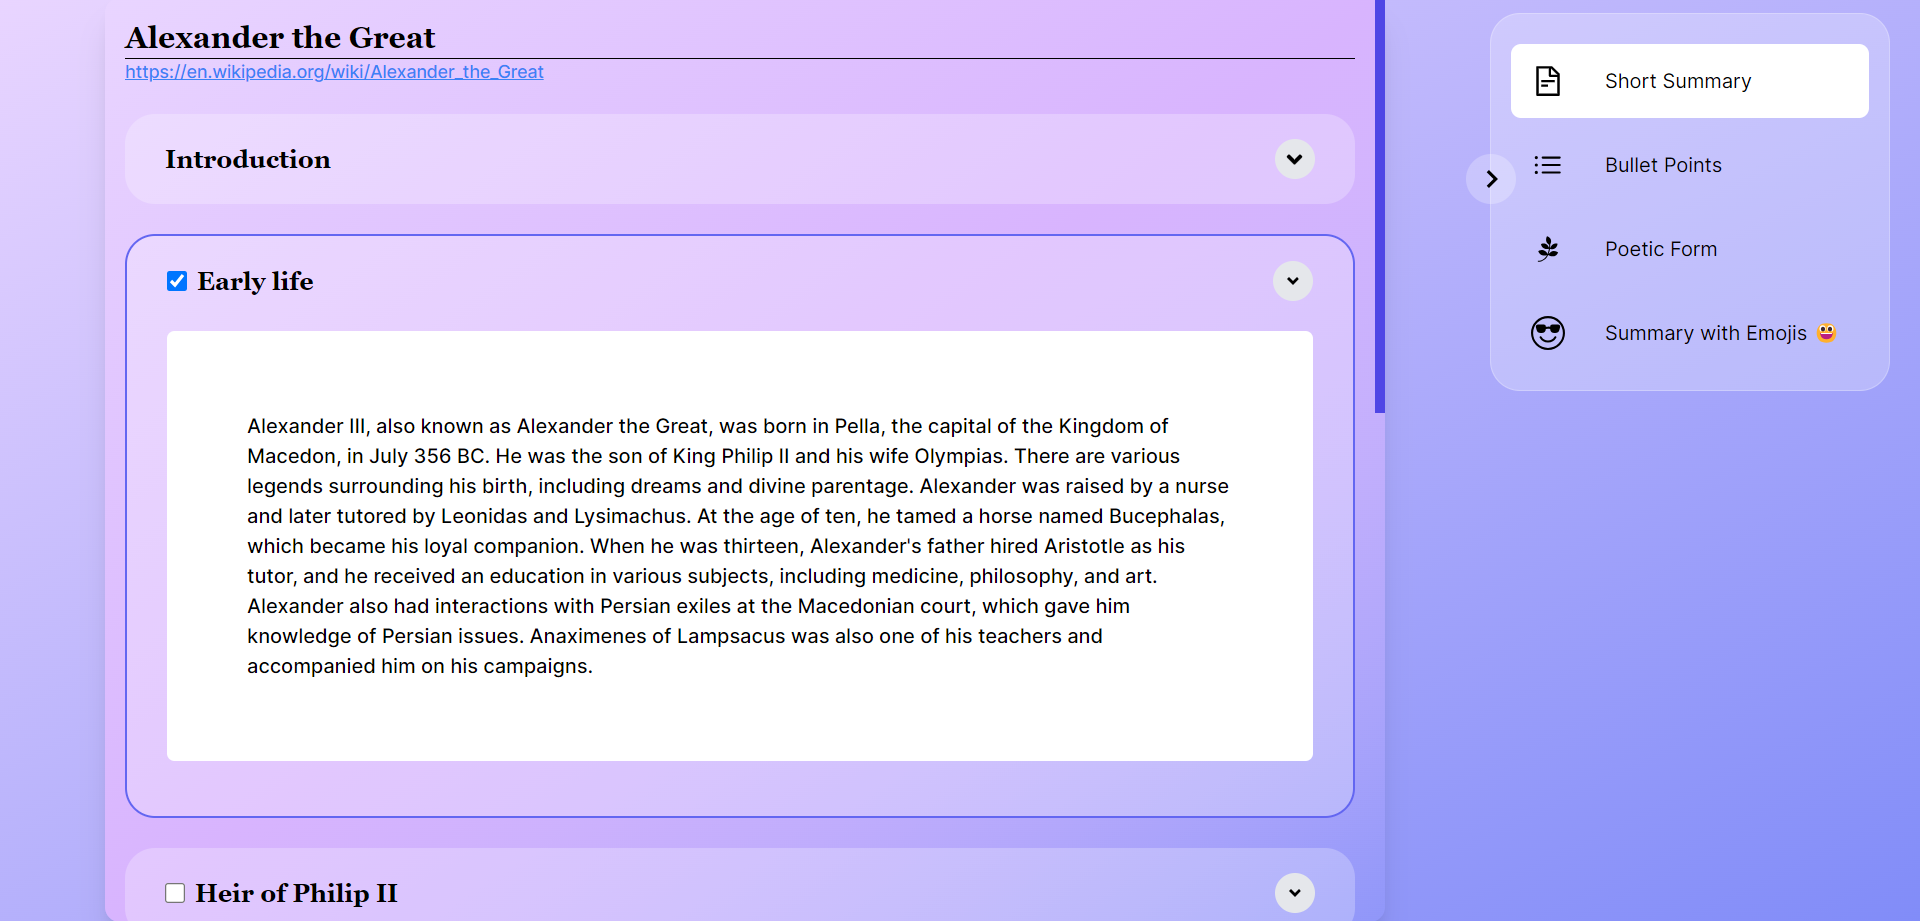 Alexander the Great
https://en.wikipedia.org/wiki/Alexander_the_Great
Introduction
Early life
Alexander III, also known as Alexander the Great, was born in Pella, the capital of the Kingdom of
Macedon, in July 356 BC. He was the son of King Philip II and his wife Olympias. There are various
legends surrounding his birth, including dreams and divine parentage. Alexander was raised by a nurse
and later tutored by Leonidas and Lysimachus. At the age of ten, he tamed a horse named Bucephalas,
which became his loyal companion. When he was thirteen, Alexander's father hired Aristotle as his
tutor, and he received an education in various subjects, including medicine, philosophy, and art.
Alexander also had interactions with Persian exiles at the Macedonian court, which gave him
knowledge of Persian issues. Anaximenes of Lampsacus was also one of his teachers and
accompanied him on his campaigns.
Heir of Philip II
Short Summary
Bullet Points
Poetic Form
Summary with Emojis 😀